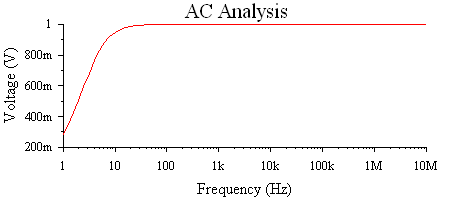 AC Analysis
Voltage (V)
1
800m
600m
400m
200m
1 10 100 1k 10k 100k 1M 10M
Frequency (Hz)